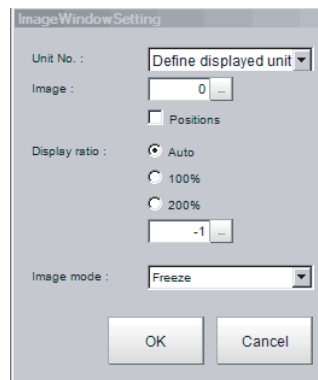 ImageWindowSetting
Unit No. : Define displayed unit
Image : 0 ...
Positions
Display ratio : Auto
100%
200%
-1 ...
Image mode : Freeze
OK Cancel